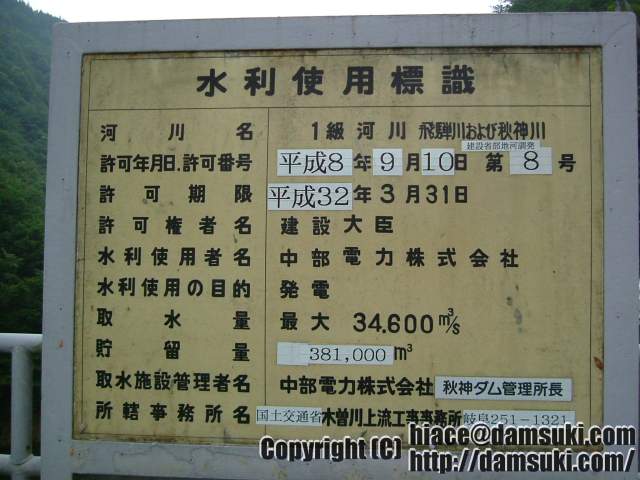 水利使用標識
河川名 1級河川 飛騨川および秋神川
建設省部地河調発
許可年月日.許可番号 平成8年9月10日 第8号
許可期限 平成32年3月31日
許可権者名 建設大臣
水利使用者名 中部電力株式会社
水利使用の目的 発電
取水量 最大 34.600m³/s
貯留量 381,000m³
取水施設管理者名 中部電力株式会社 秋神ダム管理所長
所轄事務所名 国土交通省木曽川上流工事事務所岐阜251-1321
Copyright (C) hiace@damsuki.com
http://damsuki.com/